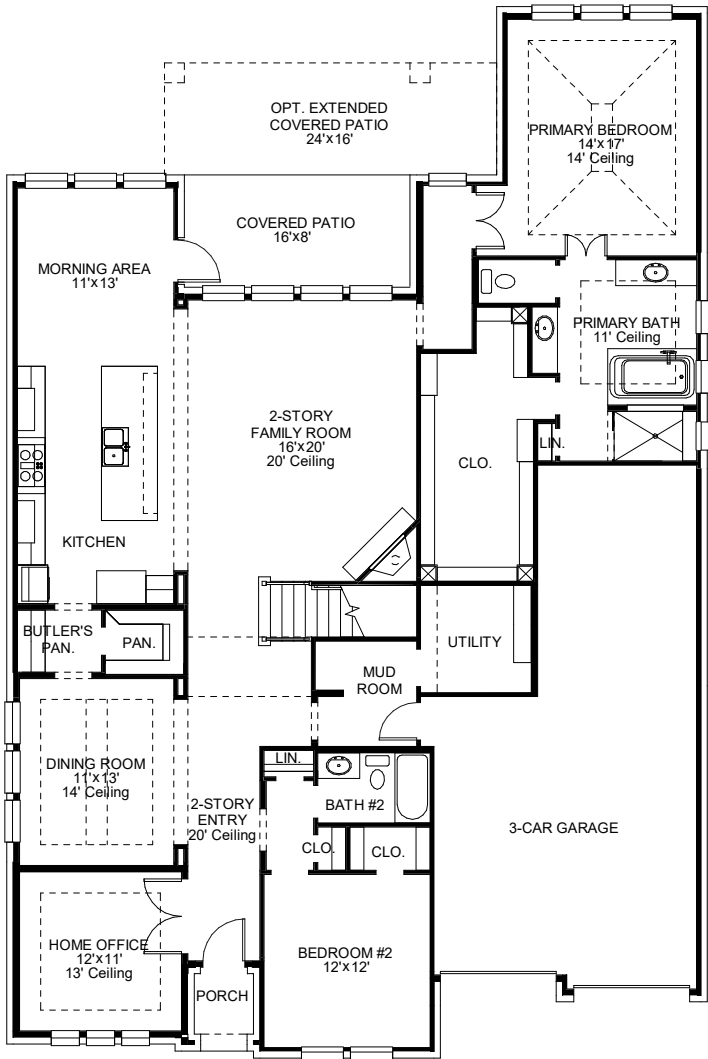 OPT. EXTENDED
COVERED PATIO
24'x16'
PRIMARY BEDROOM
14'x17'
14' Ceiling
COVERED PATIO
16'x8'
MORNING AREA
11'x13'
PRIMARY BATH
11' Ceiling
2-STORY
FAMILY ROOM
16'x20'
20' Ceiling
LIN.
CLO.
KITCHEN
BUTLER'S
PAN.
PAN.
UTILITY
MUD
ROOM
DINING ROOM
11'x13'
14' Ceiling
LIN.
2-STORY
ENTRY
20' Ceiling
BATH #2
3-CAR GARAGE
CLO.
CLO.
HOME OFFICE
12'x11'
13' Ceiling
BEDROOM #2
12'x12'
PORCH